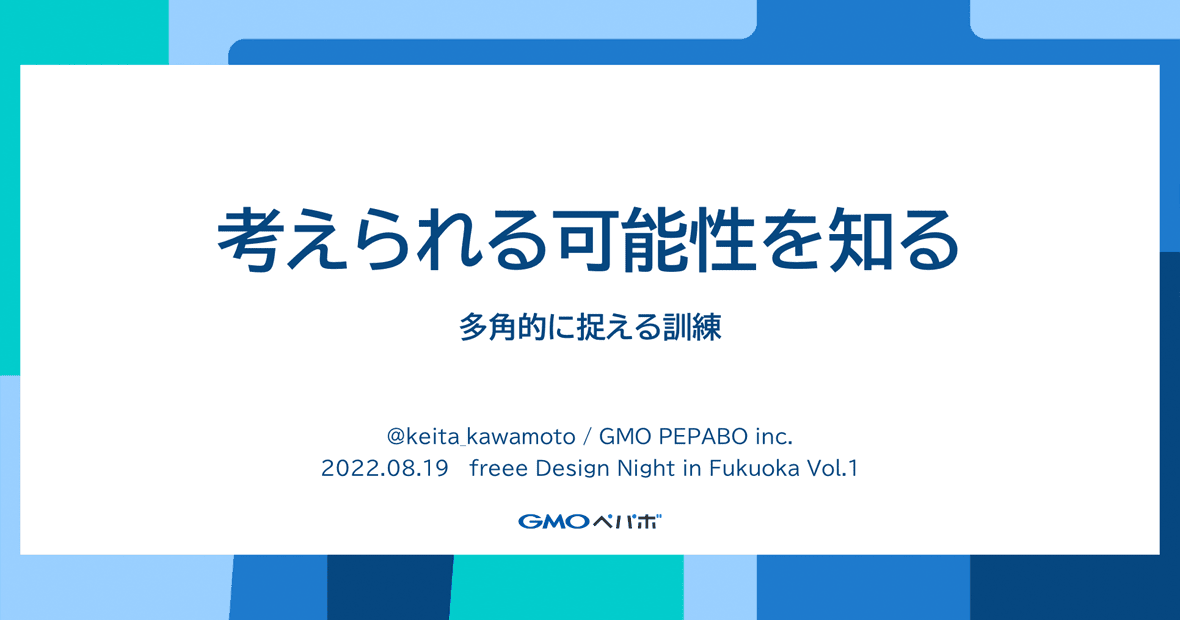 考えられる可能性を知る
多角的に捉える訓練
@keita_kawamoto / GMO PEPABO inc.
2022.08.19 freee Design Night in Fukuoka Vol.1
GMOペパボ